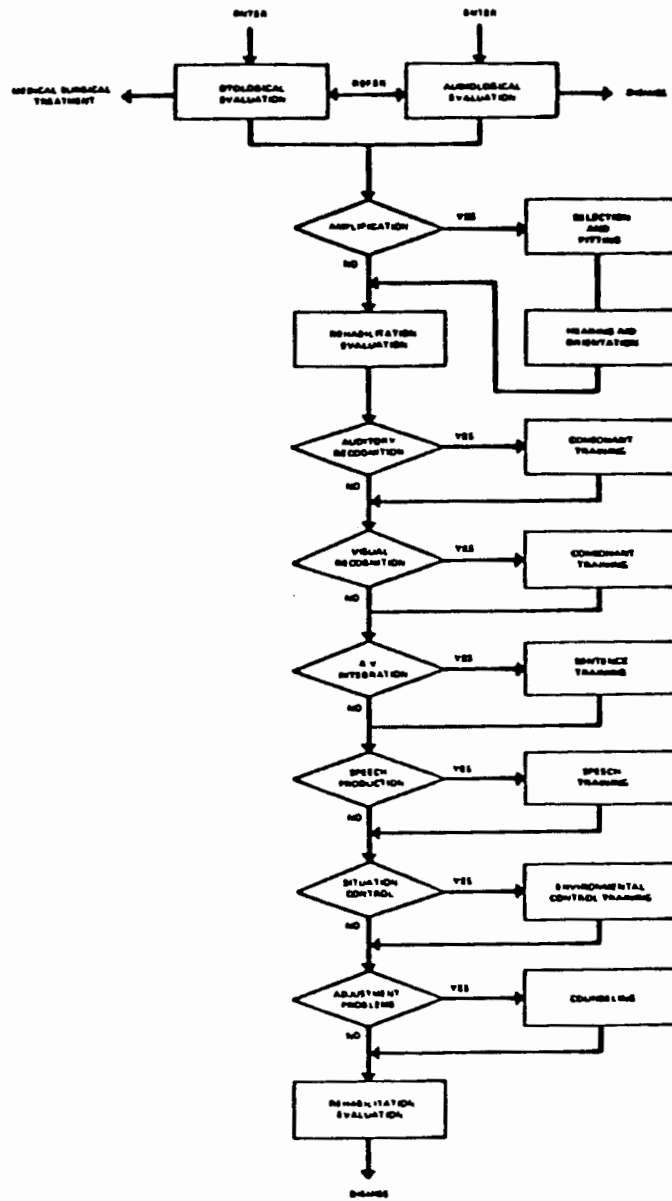 ENTER
ENTER
MEDICAL SURGICAL
TREATMENT
OTOLOGICAL
EVALUATION
REFER
AUDIOLOGICAL
EVALUATION
DISMISS
AMPLIFICATION
YES
SELECTION
AND
FITTING
NO
HEARING AID
ORIENTATION
REHABILITATION
EVALUATION
AUDITORY
RECOGNITION
YES
CONSONANT
TRAINING
NO
VISUAL
RECOGNITION
YES
CONSONANT
TRAINING
NO
A V
INTEGRATION
YES
SENTENCE
TRAINING
NO
SPEECH
PRODUCTION
YES
SPEECH
TRAINING
NO
SITUATION
CONTROL
YES
ENVIRONMENTAL
CONTROL TRAINING
NO
ADJUSTMENT
PROBLEMS
YES
COUNSELING
NO
REHABILITATION
EVALUATION
DISMISS